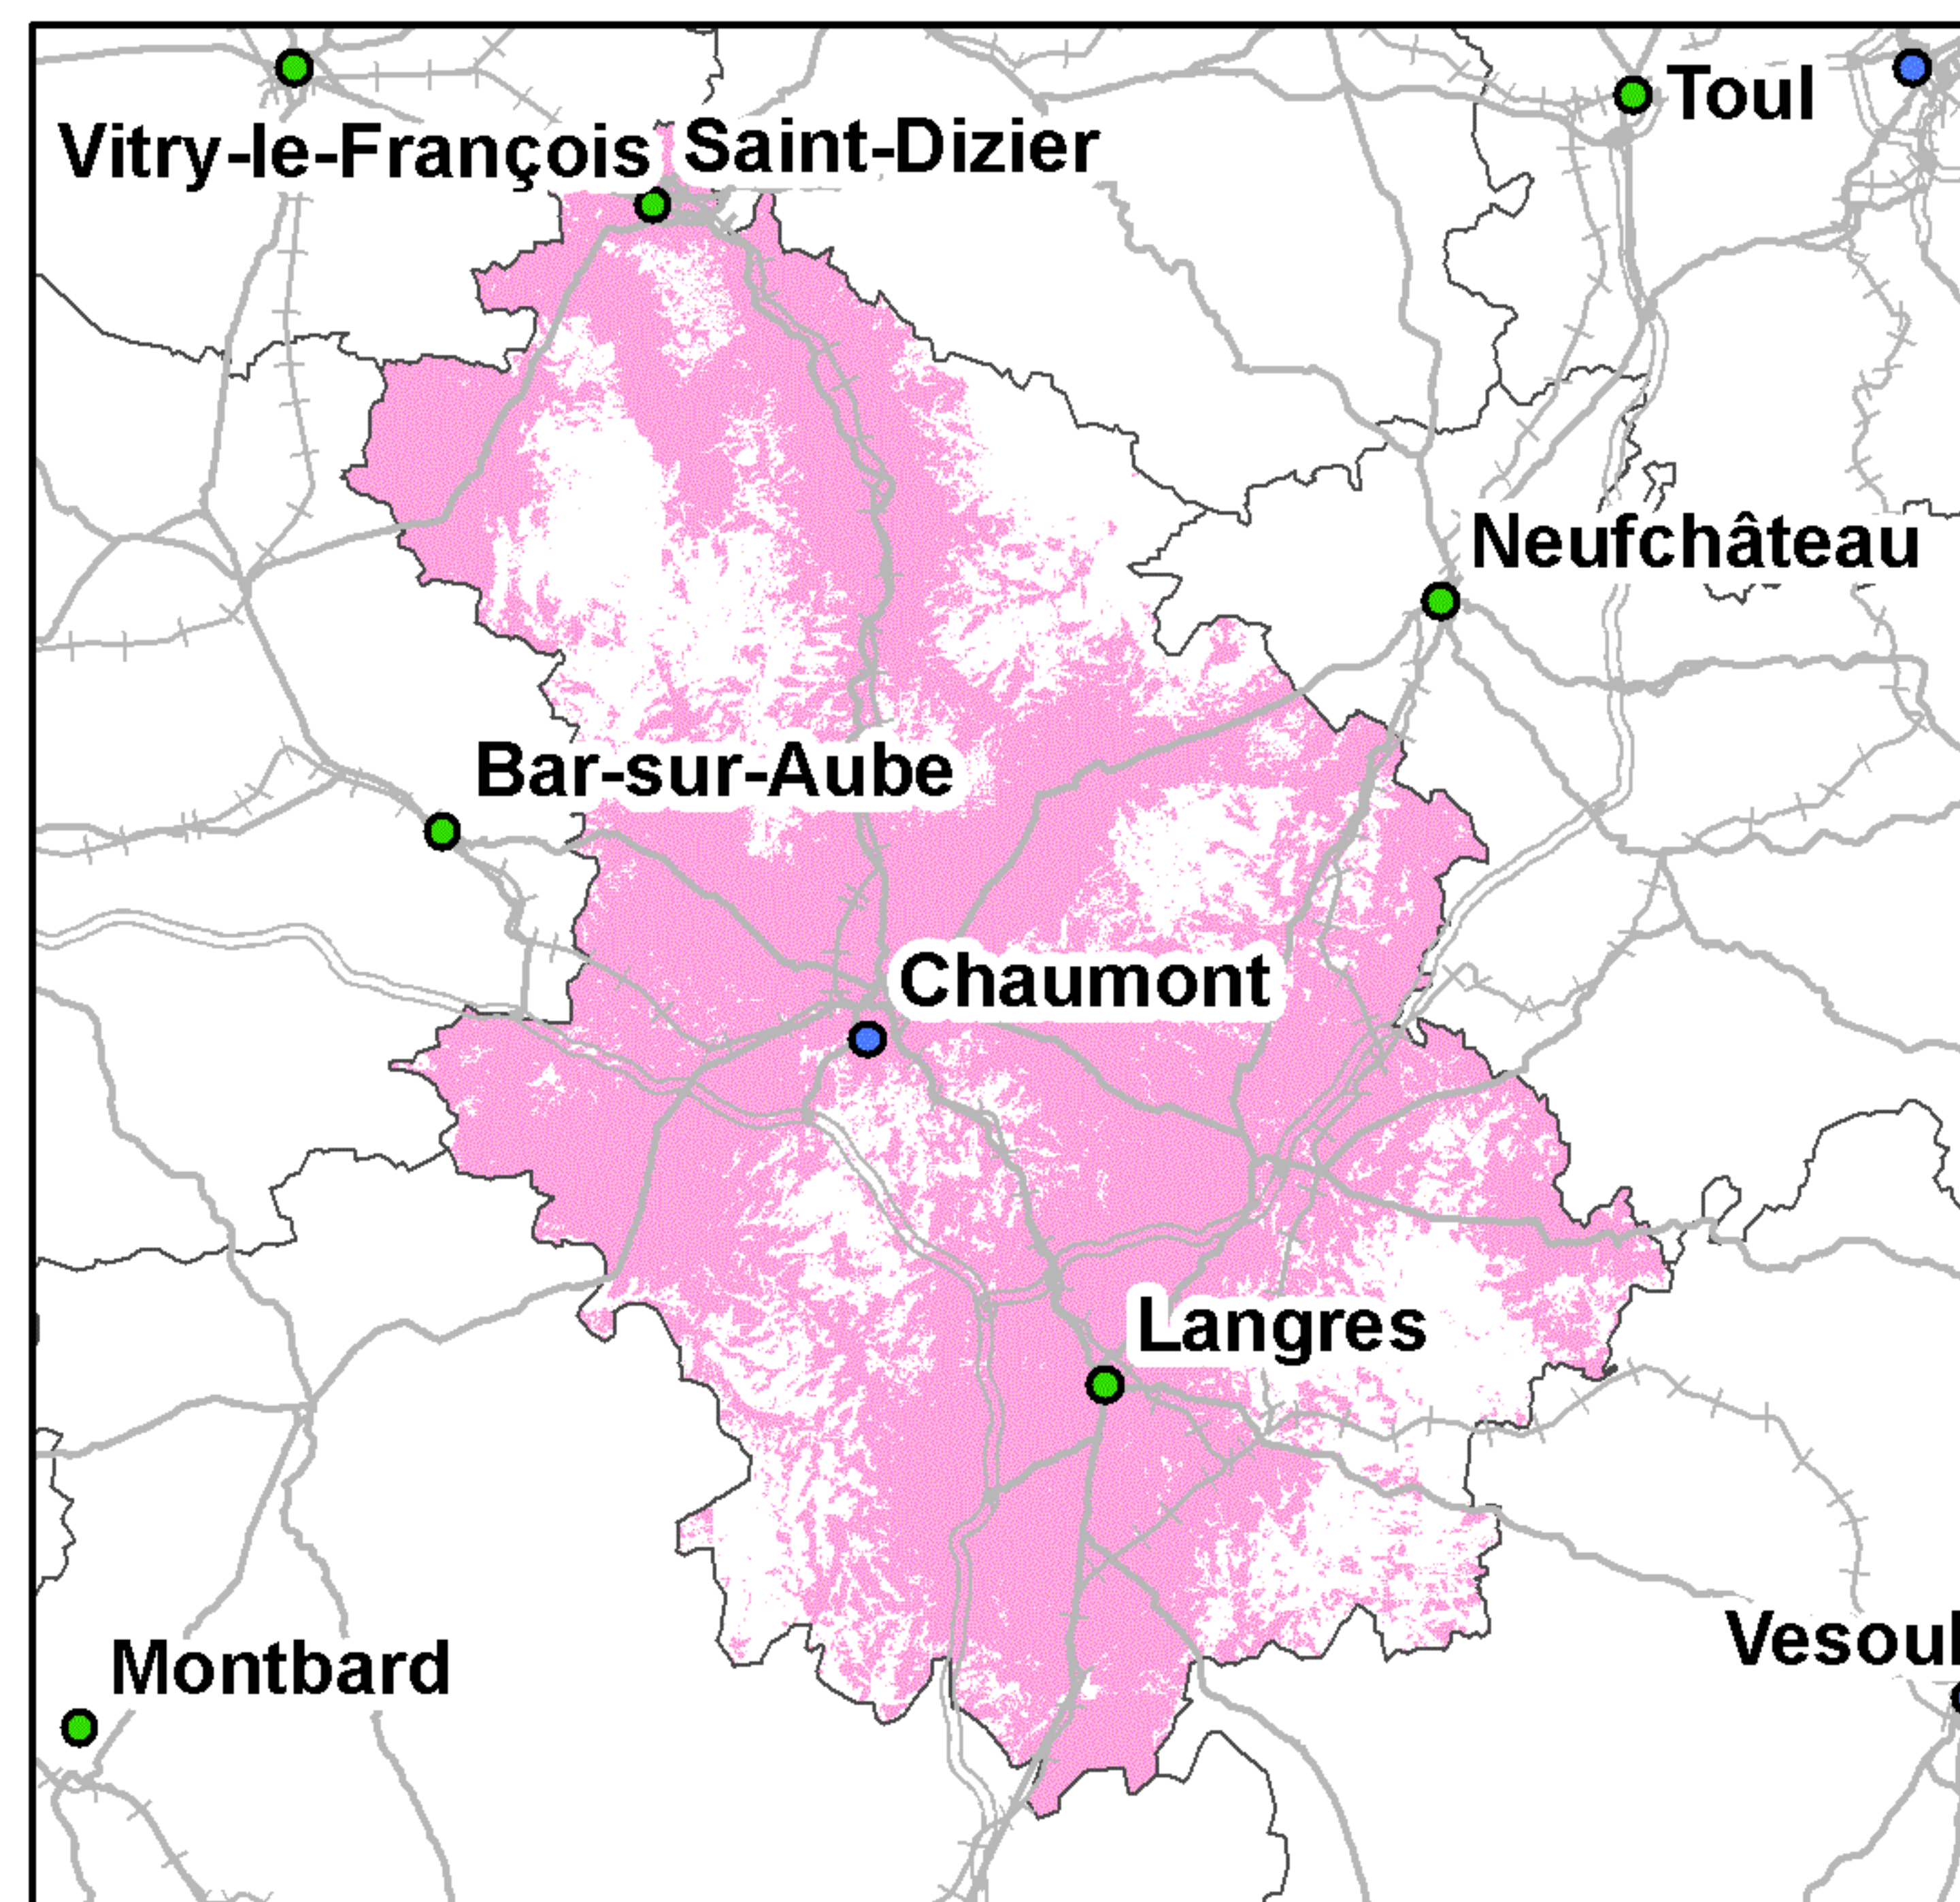 Toul
Vitry-le-François
Saint-Dizier
Neufchâteau
Bar-sur-Aube
Chaumont
Langres
Montbard
Vesoul